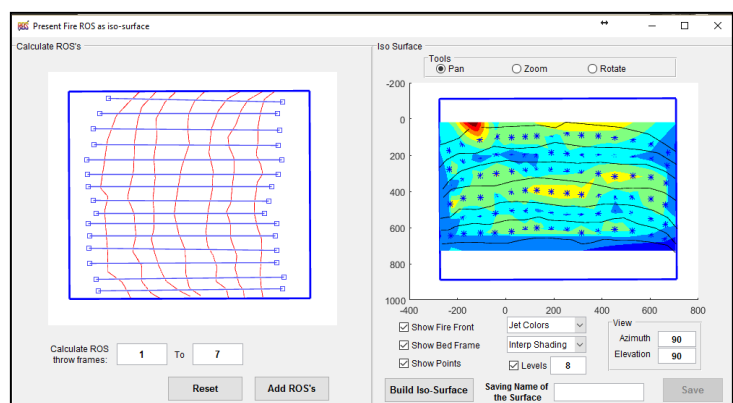 Present Fire ROS as iso-surface
Calculate ROS's
Calculate ROS throw frames:
1
To
7
Reset
Add ROS's
Iso Surface
Tools
Pan
Zoom
Rotate
-200
0
200
400
600
800
1000
-400
-200
0
200
400
600
800
Show Fire Front
Jet Colors
Show Bed Frame
Interp Shading
Show Points
Levels
8
View
Azimuth
90
Elevation
90
Build Iso-Surface
Saving Name of the Surface
Save